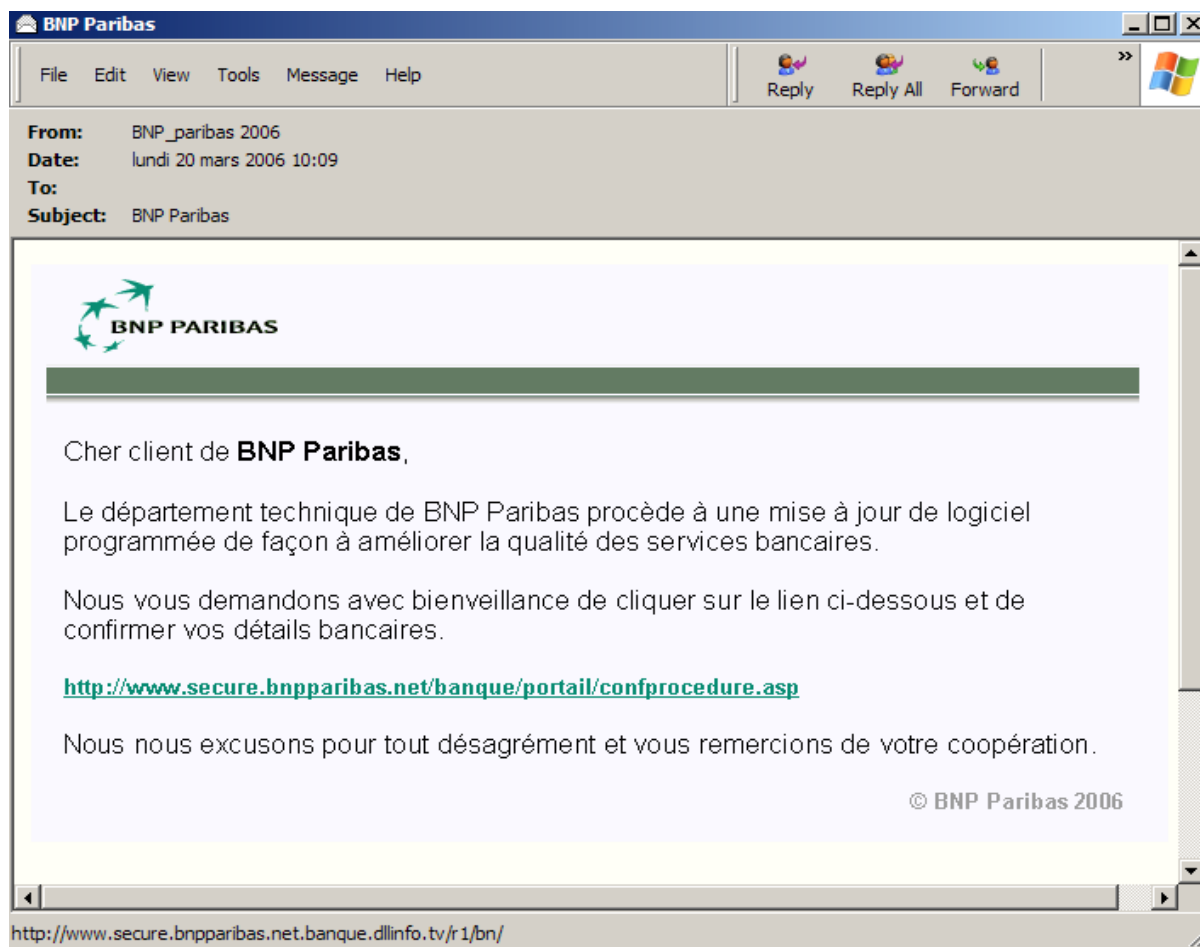 BNP Paribas
File Edit View Tools Message Help
Reply Reply All Forward
»
From: BNP_paribas 2006
Date: lundi 20 mars 2006 10:09
To:
Subject: BNP Paribas
BNP PARIBAS
Cher client de BNP Paribas,
Le département technique de BNP Paribas procède à une mise à jour de logiciel
programmée de façon à améliorer la qualité des services bancaires.
Nous vous demandons avec bienveillance de cliquer sur le lien ci-dessous et de
confirmer vos détails bancaires.
http://www.secure.bnpparibas.net/banque/portail/confprocedure.asp
Nous nous excusons pour tout désagrément et vous remercions de votre coopération.
© BNP Paribas 2006
http://www.secure.bnpparibas.net.banque.dllinfo.tv/r1/bn/